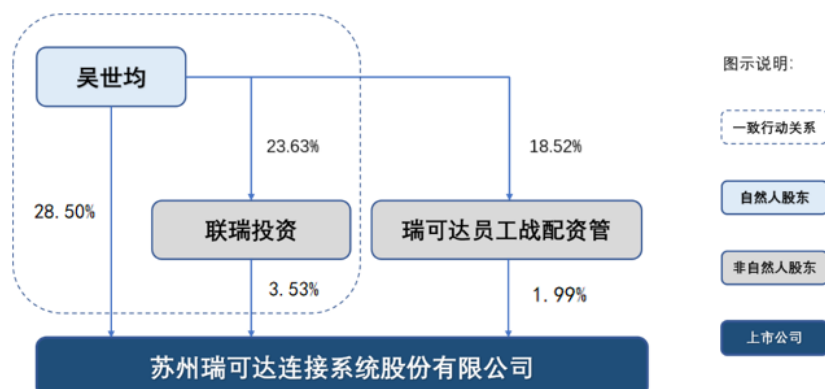 吴世均
图示说明:
一致行动关系
23.63%
18.52%
自然人股东
28.50%
联瑞投资
瑞可达员工战配资管
非自然人股东
3.53%
1.99%
上市公司
苏州瑞可达连接系统股份有限公司